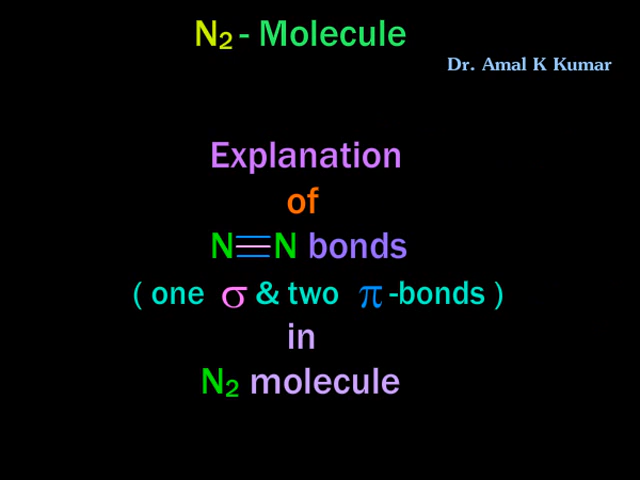 N₂ - Molecule
Dr. Amal K Kumar
Explanation
of
N≡N bonds
( one σ & two π -bonds )
in
N₂ molecule